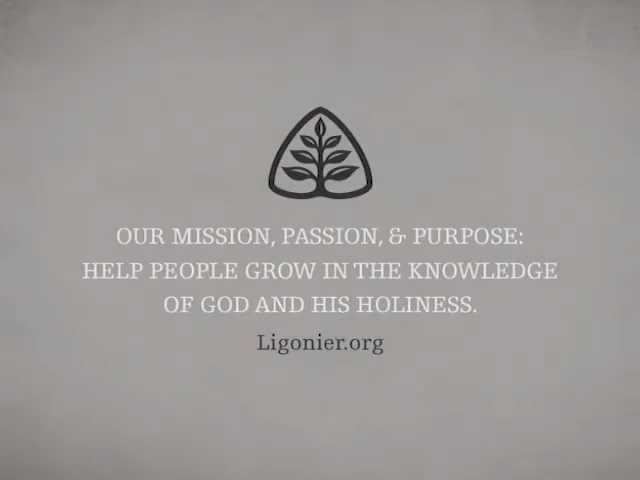 OUR MISSION, PASSION, & PURPOSE:
HELP PEOPLE GROW IN THE KNOWLEDGE
OF GOD AND HIS HOLINESS.
Ligonier.org